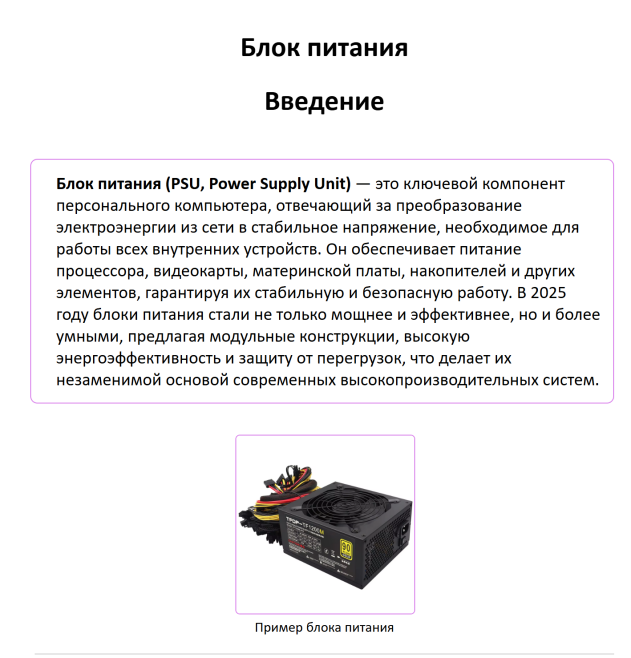 Блок питания
Введение
Блок питания (PSU, Power Supply Unit) — это ключевой компонент
персонального компьютера, отвечающий за преобразование
электроэнергии из сети в стабильное напряжение, необходимое для
работы всех внутренних устройств. Он обеспечивает питание
процессора, видеокарты, материнской платы, накопителей и других
элементов, гарантируя их стабильную и безопасную работу. В 2025
году блоки питания стали не только мощнее и эффективнее, но и более
умными, предлагая модульные конструкции, высокую
энергоэффективность и защиту от перегрузок, что делает их
незаменимой основой современных высокопроизводительных систем.
90
Пример блока питания